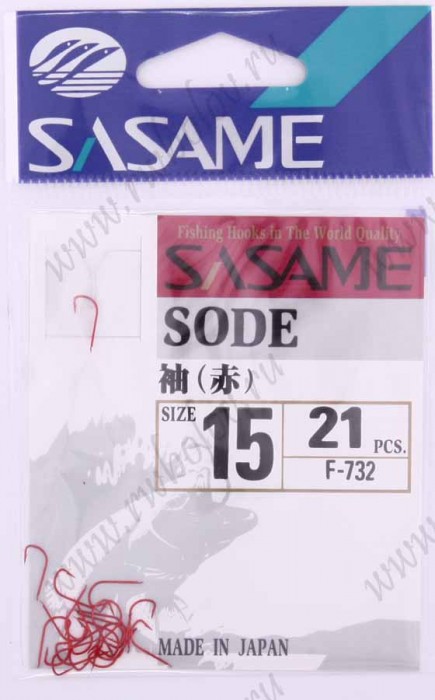 SASAME
Fishing Hooks In The World Quality
SASAME
SODE
袖(赤)
SIZE 15 21 PCS.
F-732
MADE IN JAPAN